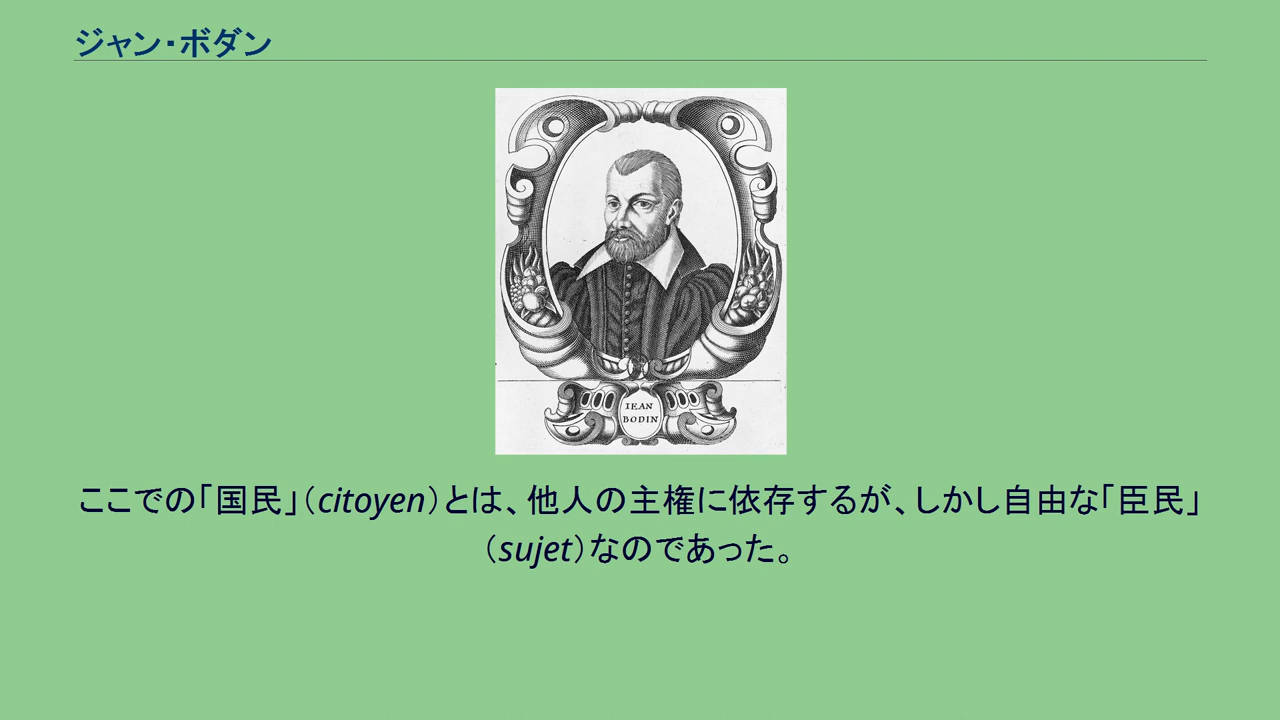 ジャン・ボダン
IEAN
BODIN
ここでの「国民」（citoyen）とは、他人の主権に依存するが、しかし自由な「臣民」
（sujet）なのであった。